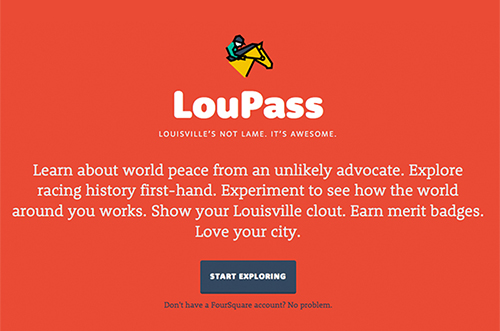 LouPass
LOUISVILLE'S NOT LAME. IT'S AWESOME.
Learn about world peace from an unlikely advocate. Explore
racing history first-hand. Experiment to see how the world
around you works. Show your Louisville clout. Earn merit badges.
Love your city.
START EXPLORING
Don't have a FourSquare account? No problem.